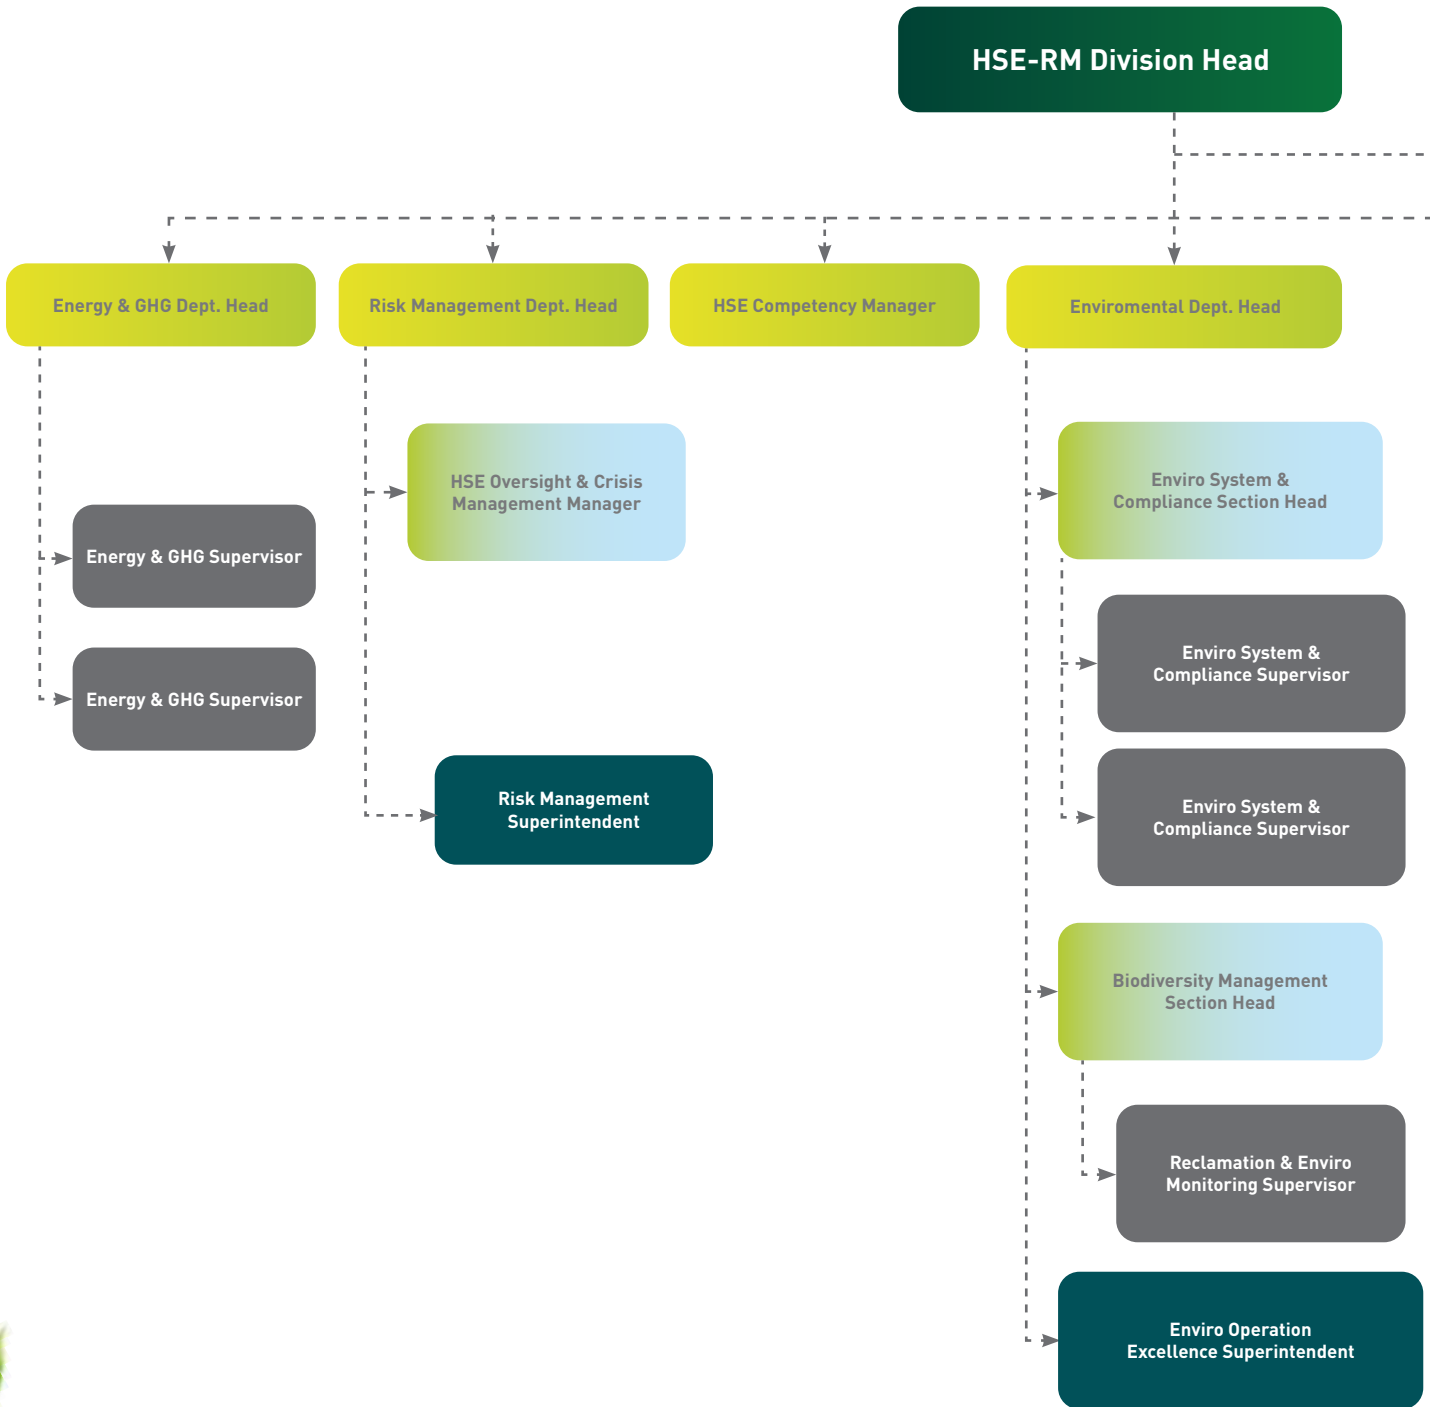 HSE-RM Division Head
Energy & GHG Dept. Head
Risk Management Dept. Head
HSE Competency Manager
Enviromental Dept. Head
HSE Oversight & Crisis
Management Manager
Enviro System &
Compliance Section Head
Energy & GHG Supervisor
Enviro System &
Compliance Supervisor
Energy & GHG Supervisor
Risk Management
Superintendent
Enviro System &
Compliance Supervisor
Biodiversity Management
Section Head
Reclamation & Enviro
Monitoring Supervisor
Enviro Operation
Excellence Superintendent